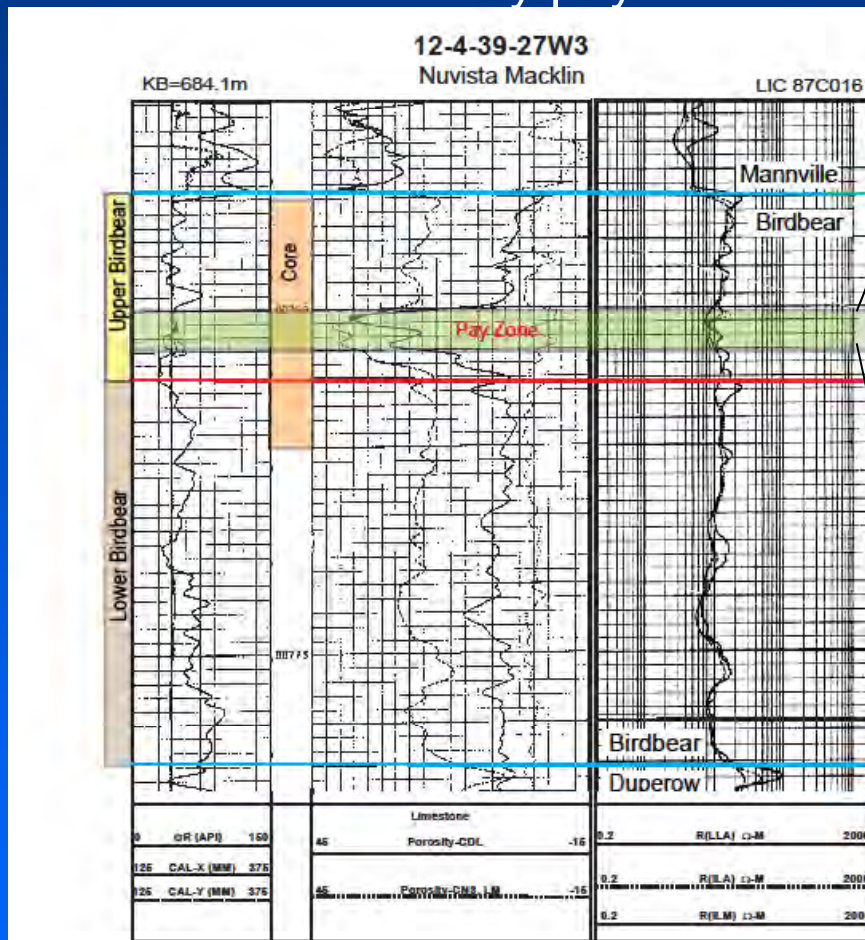 12-4-39-27W3
Nuvista Macklin
KB=684.1m
LIC 87C016
Mannville
Birdbear
Upper Birdbear
Core
Pay Zone
Lower Birdbear
Birdbear
Duperow
Limestone
0 GR (API) 150
45 Porosity-CDL -15
0.2 R(LLA) Ω-M 2000
125 CAL-X (MM) 375
125 CAL-Y (MM) 375
45 Porosity-CNS LM -15
0.2 R(ILA) Ω-M 2000
0.2 R(ILM) Ω-M 200